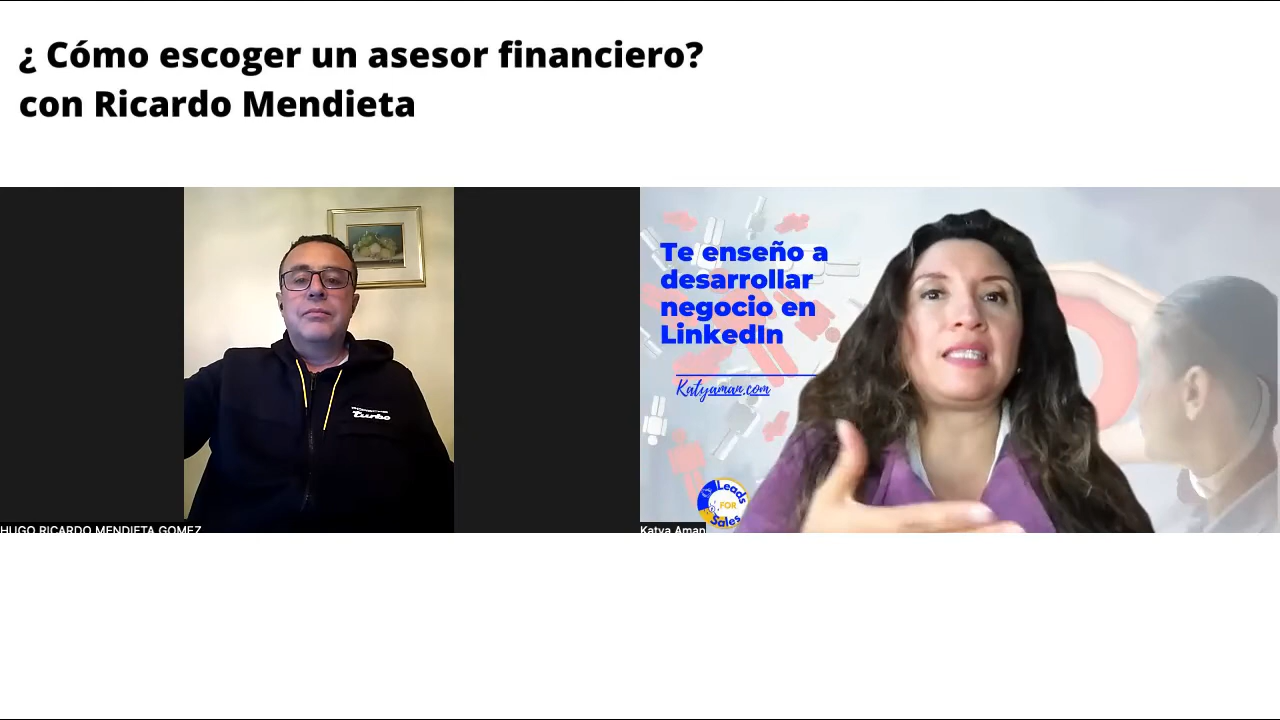 ¿ Cómo escoger un asesor financiero?
con Ricardo Mendieta
Te enseño a
desarrollar
negocio en
LinkedIn
Katyaman.com
turbo
Leads
FOR
Sales
HUGO RICARDO MENDIETA GOMEZ
Katya Aman